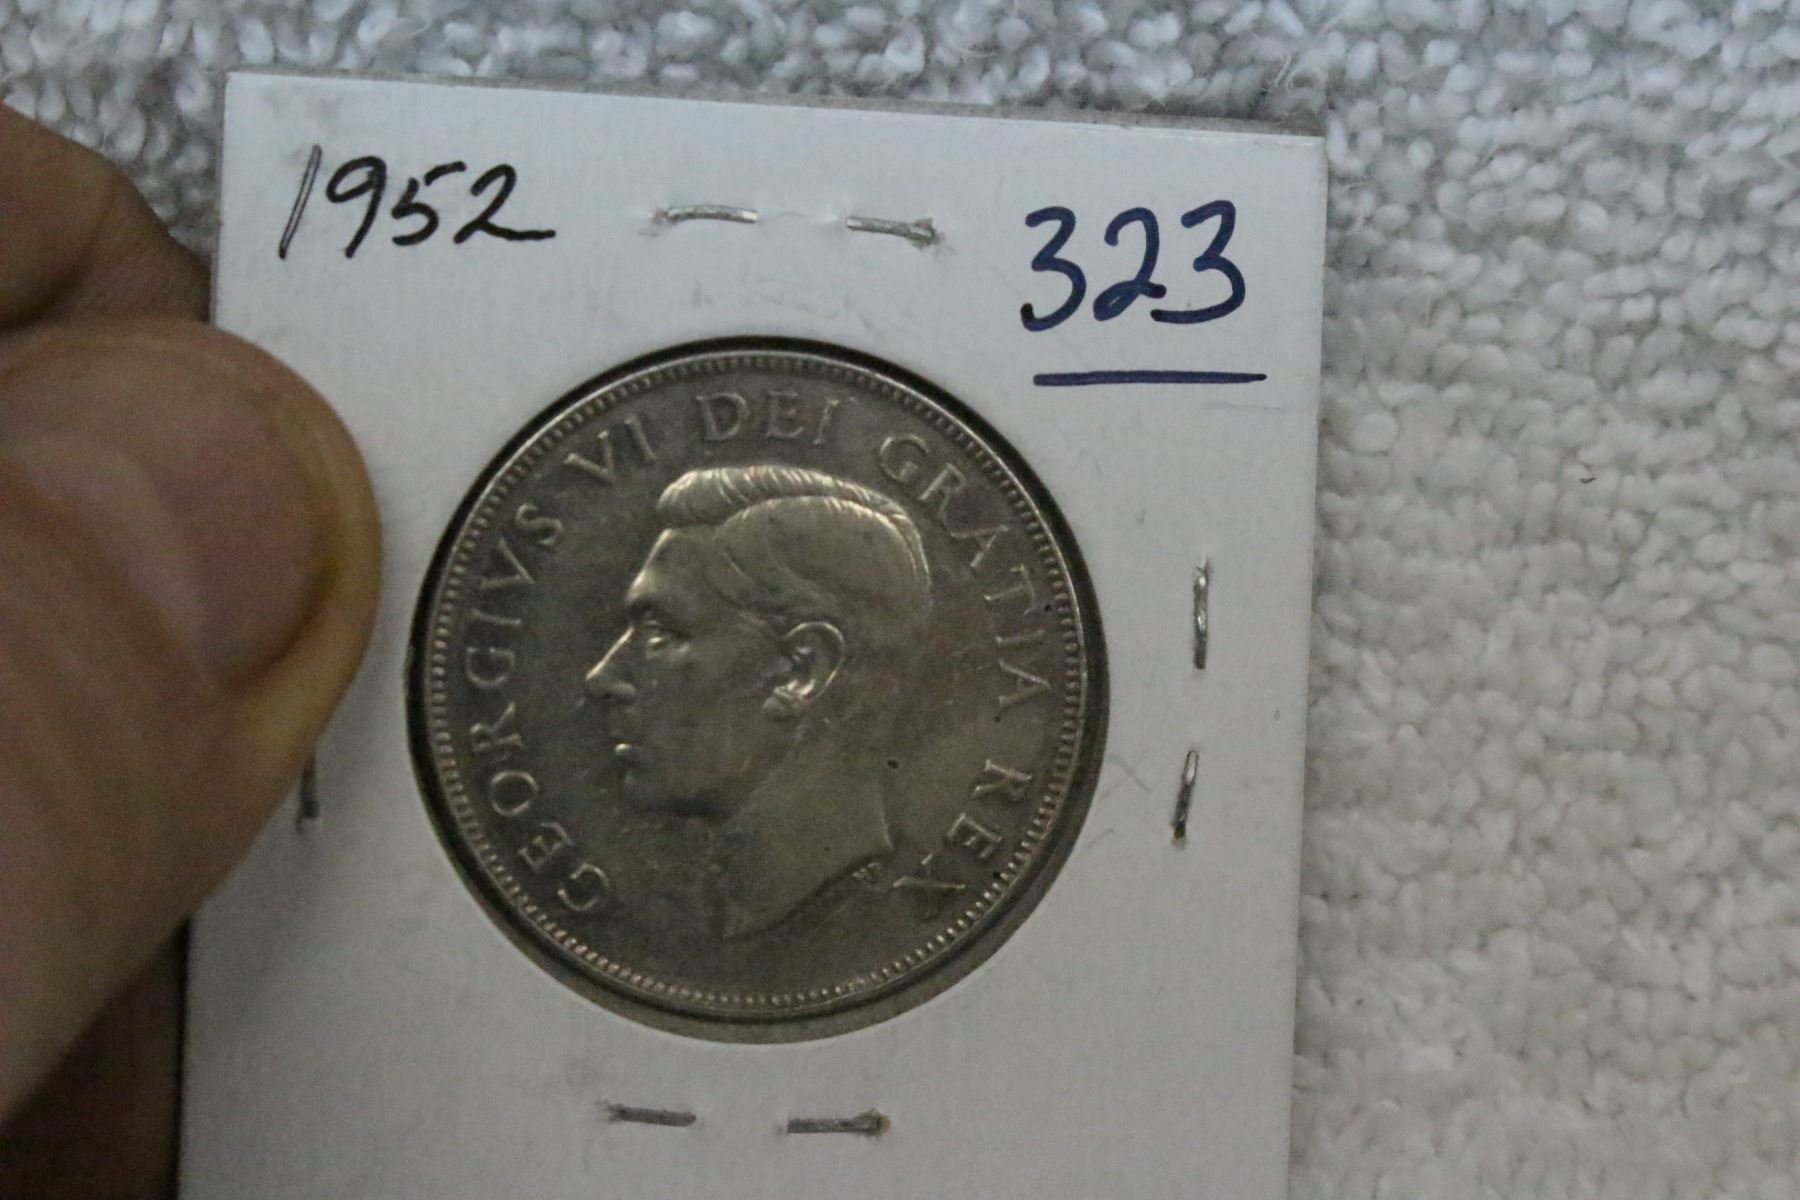 1952
323
GEORGIVS VI DEI GRATIA REX